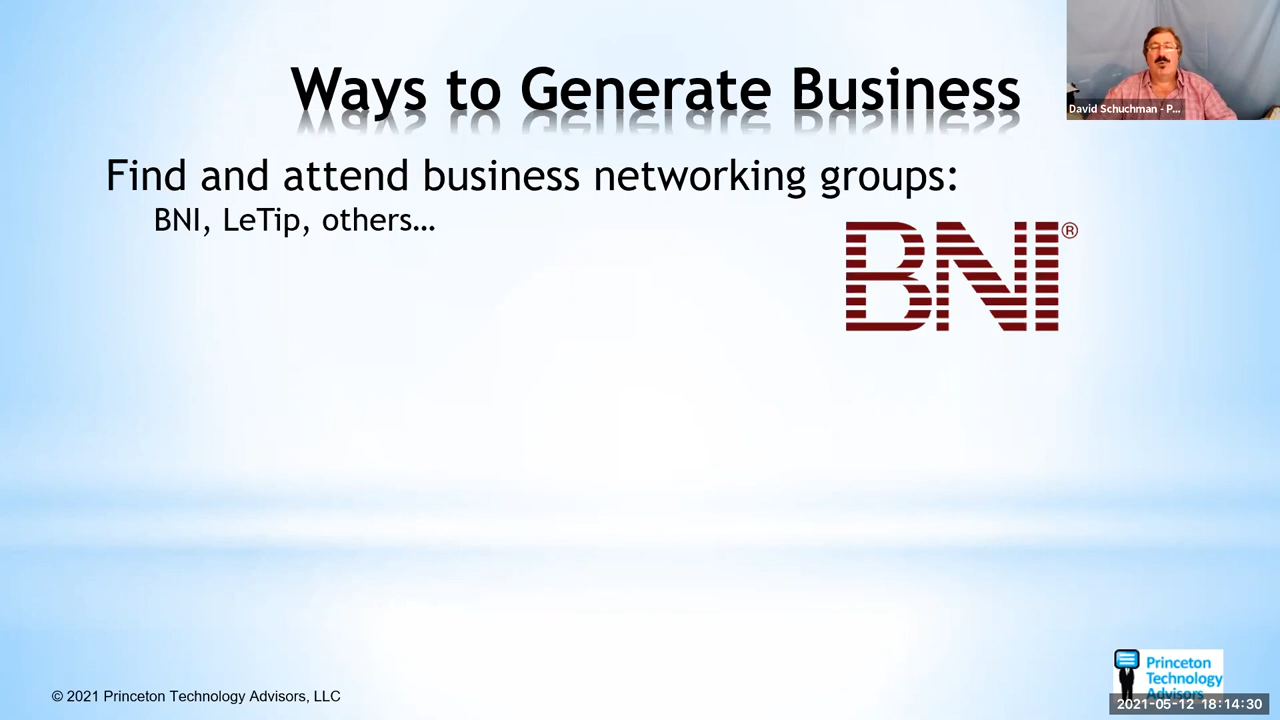 Ways to Generate Business
David Schuchman - P...
Find and attend business networking groups:
BNI, LeTip, others…
BNI®
Princeton
Technology
Advisors
© 2021 Princeton Technology Advisors, LLC
2021-05-12 18:14:30